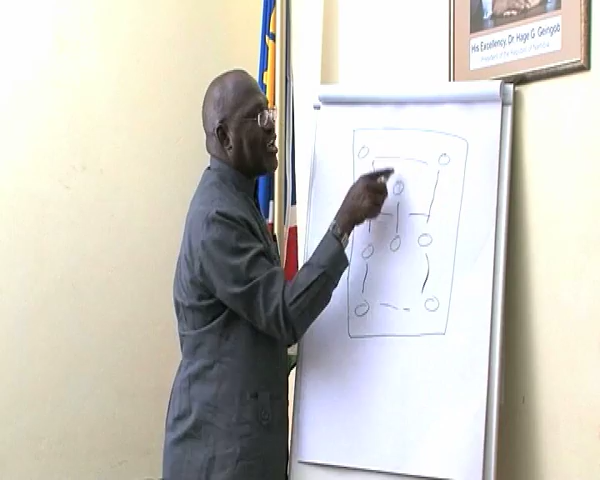 His Excellency, Dr Hage G. Geingob
President of the Republic of Namibia